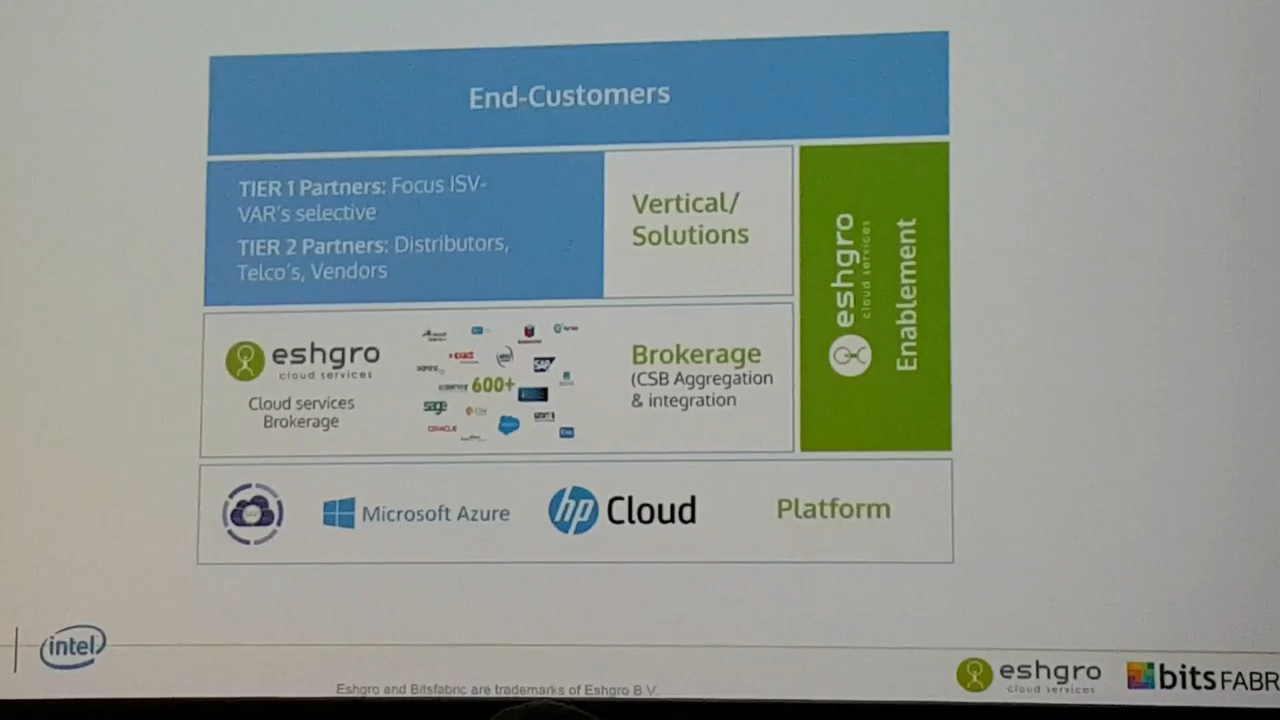 End-Customers
TIER 1 Partners: Focus ISV-
VAR's selective
TIER 2 Partners: Distributors,
Telco's, Vendors
Vertical/
Solutions
eshgro
cloud services
Enablement
eshgro
cloud services
Cloud services
Brokerage
600+
SAP
sage
ORACLE
Brokerage
(CSB Aggregation
& integration
Microsoft Azure
hp Cloud
Platform
intel
eshgro
cloud services
bitsFABR
Eshgro and Bitsfabric are trademarks of Eshgro B.V.